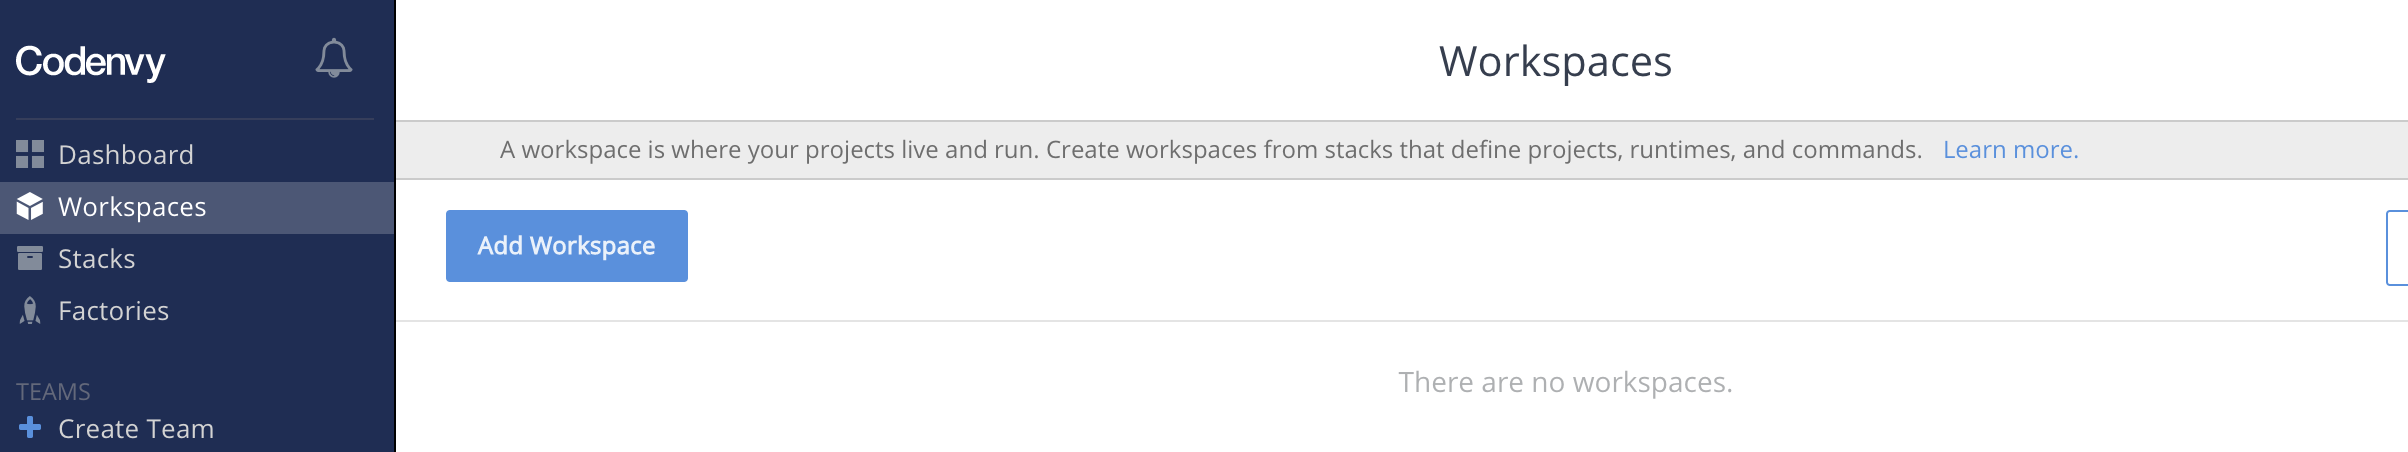 Codenvy
Dashboard
Workspaces
Stacks
Factories
TEAMS
Create Team
Workspaces
A workspace is where your projects live and run. Create workspaces from stacks that define projects, runtimes, and commands. Learn more.
Add Workspace
There are no workspaces.